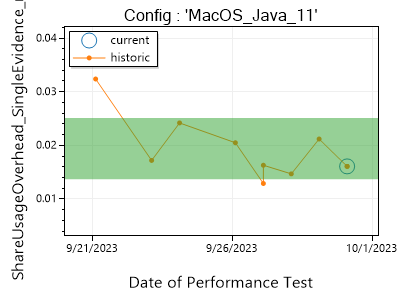 Config : 'MacOS_Java_11'
current
historic
0.04
0.03
0.02
0.01
ShareUsageOverhead_SingleEvidence_
9/21/2023
9/26/2023
10/1/2023
Date of Performance Test